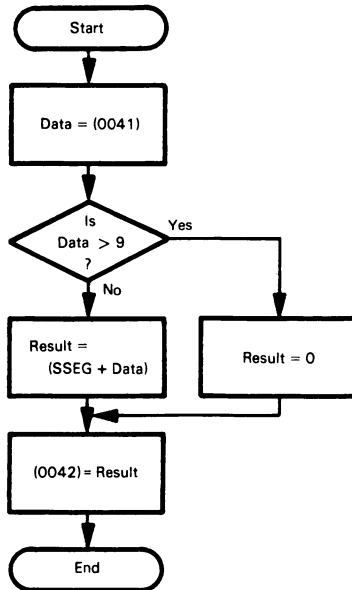 Start
Data = (0041)
Is
Data > 9
?
Yes
No
Result =
(SSEG + Data)
Result = 0
(0042) = Result
End